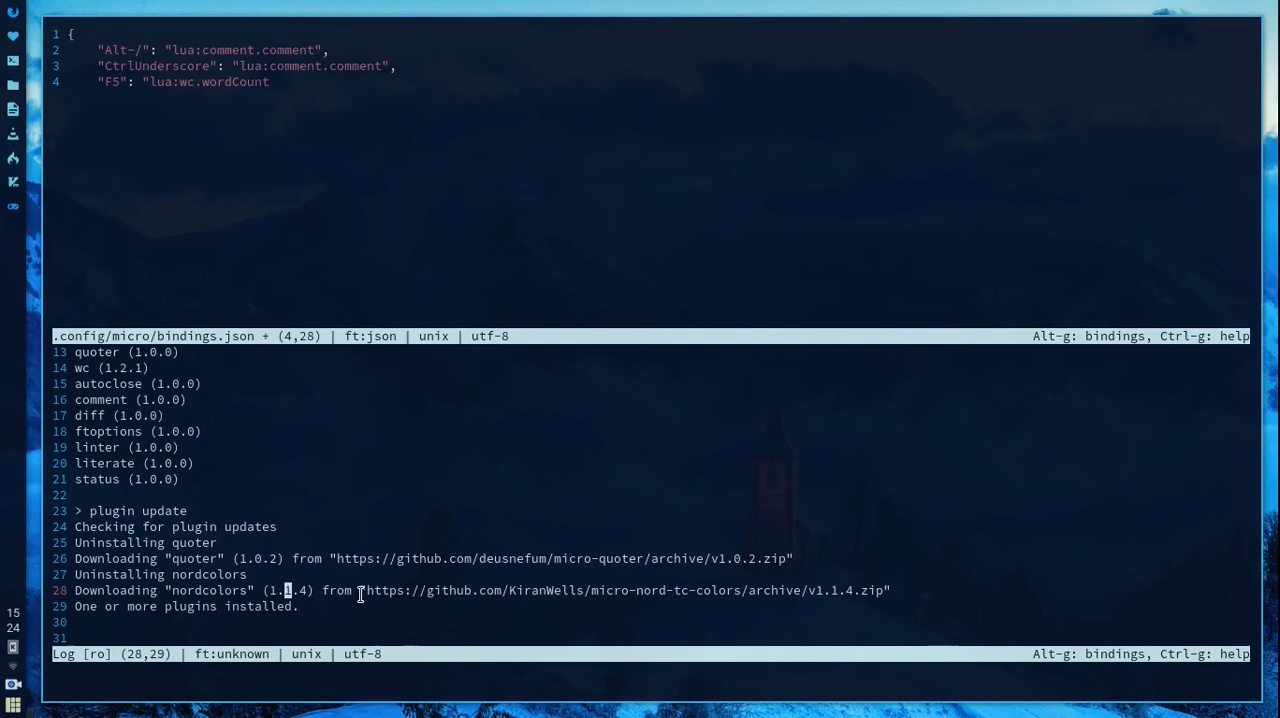 1 {
2     "Alt-/": "lua:comment.comment",
3     "CtrlUnderscore": "lua:comment.comment",
4     "F5": "lua:wc.wordCount
.config/micro/bindings.json + (4,28) | ft:json | unix | utf-8 Alt-g: bindings, Ctrl-g: help
13 quoter (1.0.0)
14 wc (1.2.1)
15 autoclose (1.0.0)
16 comment (1.0.0)
17 diff (1.0.0)
18 ftoptions (1.0.0)
19 linter (1.0.0)
20 literate (1.0.0)
21 status (1.0.0)
22
23 > plugin update
24 Checking for plugin updates
25 Uninstalling quoter
26 Downloading "quoter" (1.0.2) from "https://github.com/deusnefum/micro-quoter/archive/v1.0.2.zip"
27 Uninstalling nordcolors
28 Downloading "nordcolors" (1.1.4) from "https://github.com/KiranWells/micro-nord-tc-colors/archive/v1.1.4.zip"
29 One or more plugins installed.
30
31
Log [ro] (28,29) | ft:unknown | unix | utf-8 Alt-g: bindings, Ctrl-g: help
15
24